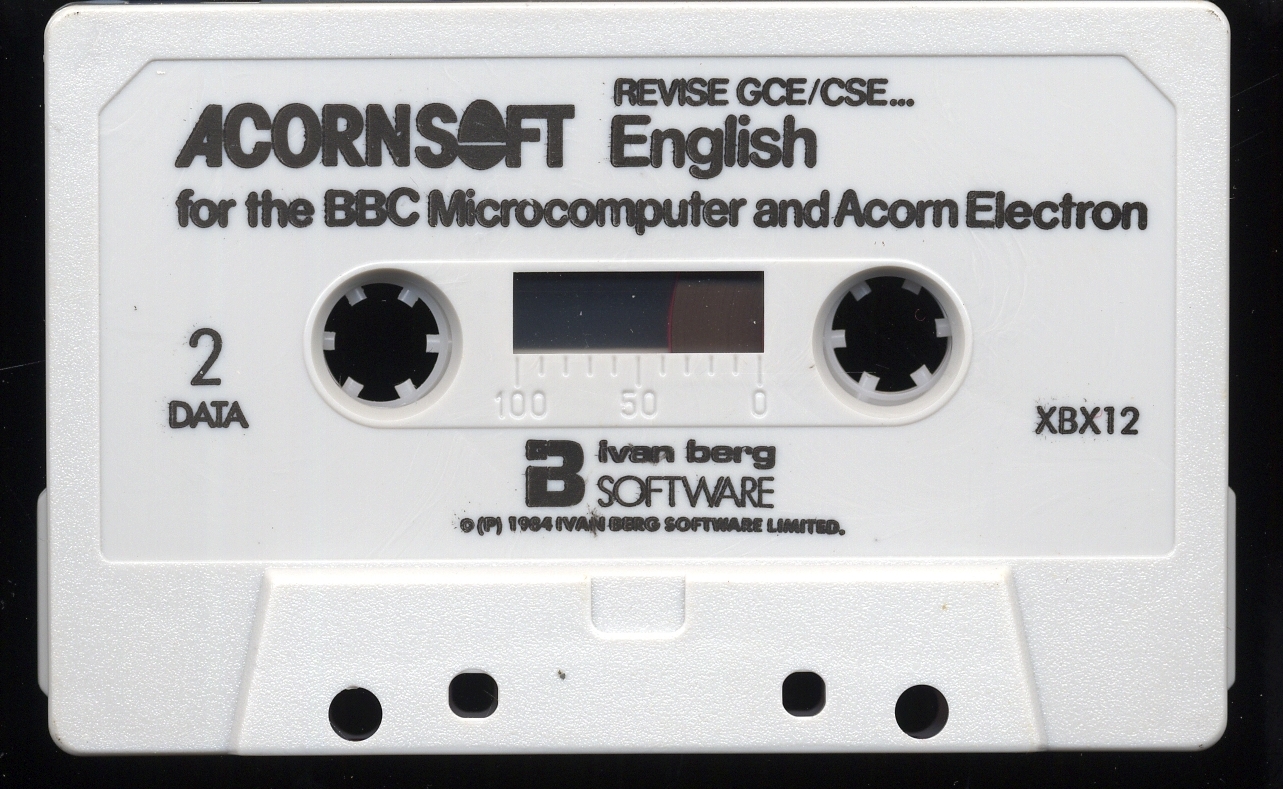 REVISE GCE/CSE...
ACORNSOFT English
for the BBC Microcomputer and Acorn Electron
2
DATA
100 50 0
XBX12
B ivan berg
SOFTWARE
© (P) 1984 IVAN BERG SOFTWARE LIMITED.